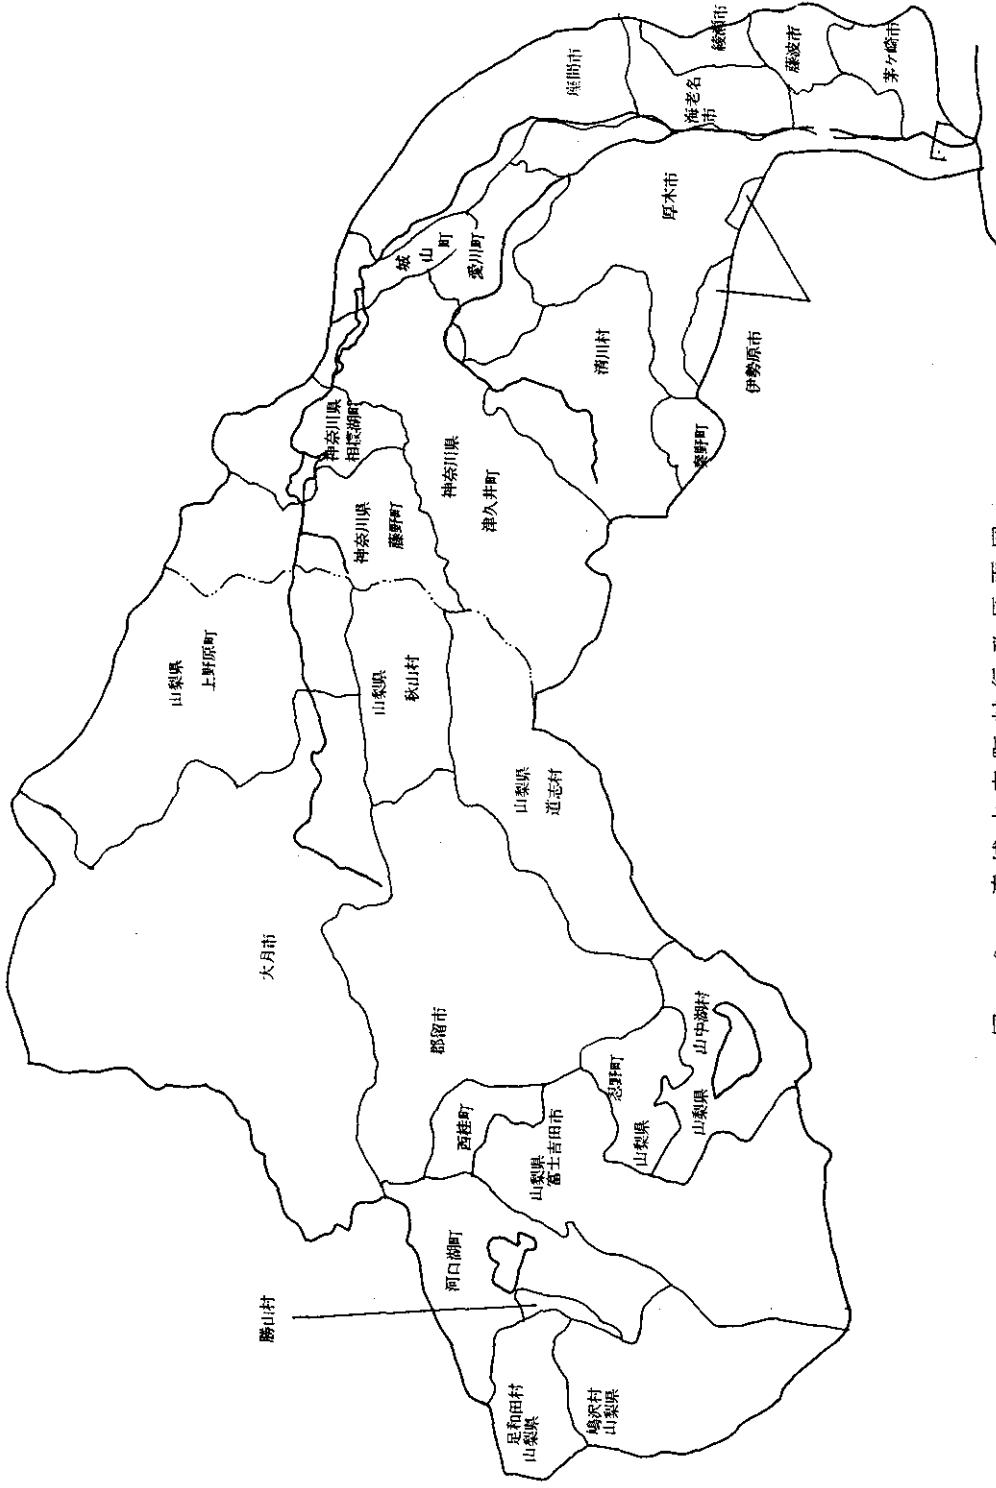 勝山村
足和田村
山梨県
鳴沢村
山梨県
河口湖町
西桂町
山梨県
富士吉田市
忍野町
山梨県
山中湖村
山梨県
大月市
郡留市
山梨県
道志村
山梨県
上野原町
山梨県
秋山村
神奈川県
藤野町
神奈川県
相模湖町
神奈川県
津久井町
城山町
愛川町
清川村
秦野町
伊勢原市
厚木市
座間市
海老名市
綾瀬市
藤波市
茅ヶ崎市